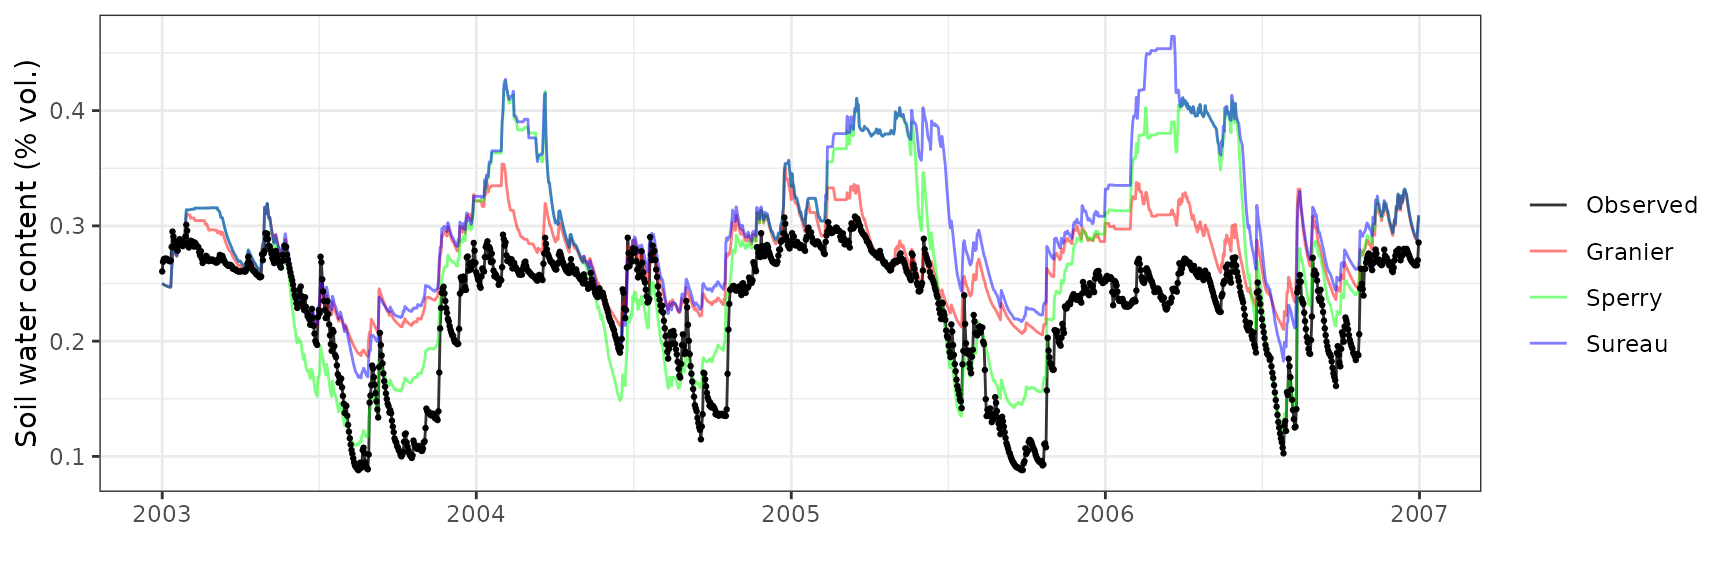 Soil water content (% vol.)
0.4
0.3
0.2
0.1
2003 2004 2005 2006 2007
Observed
Granier
Sperry
Sureau